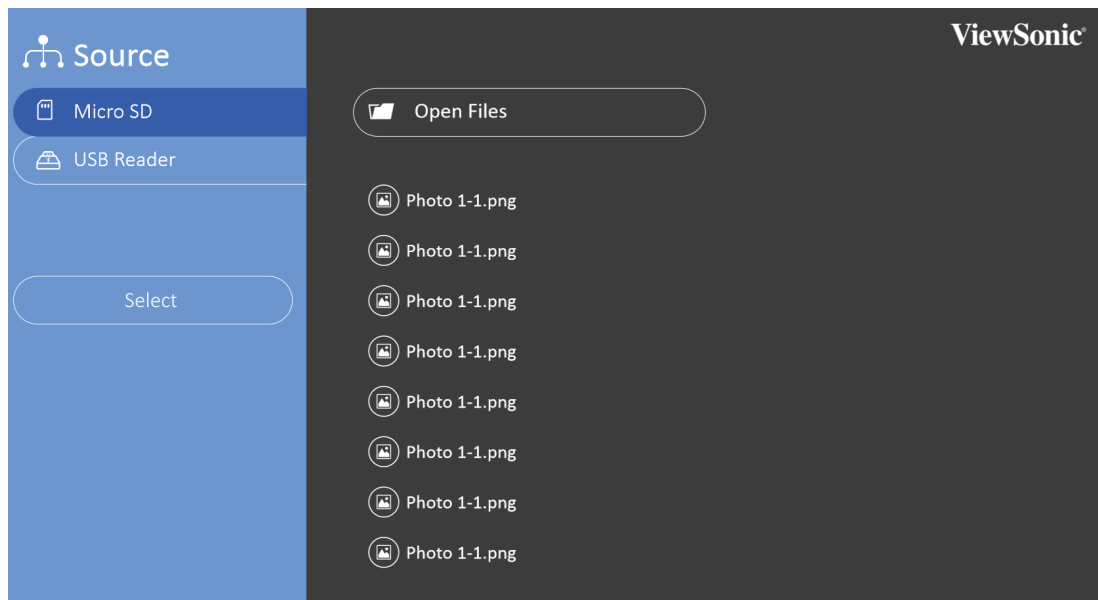 Source
ViewSonic®
Micro SD
USB Reader
Select
Open Files
Photo 1-1.png
Photo 1-1.png
Photo 1-1.png
Photo 1-1.png
Photo 1-1.png
Photo 1-1.png
Photo 1-1.png
Photo 1-1.png